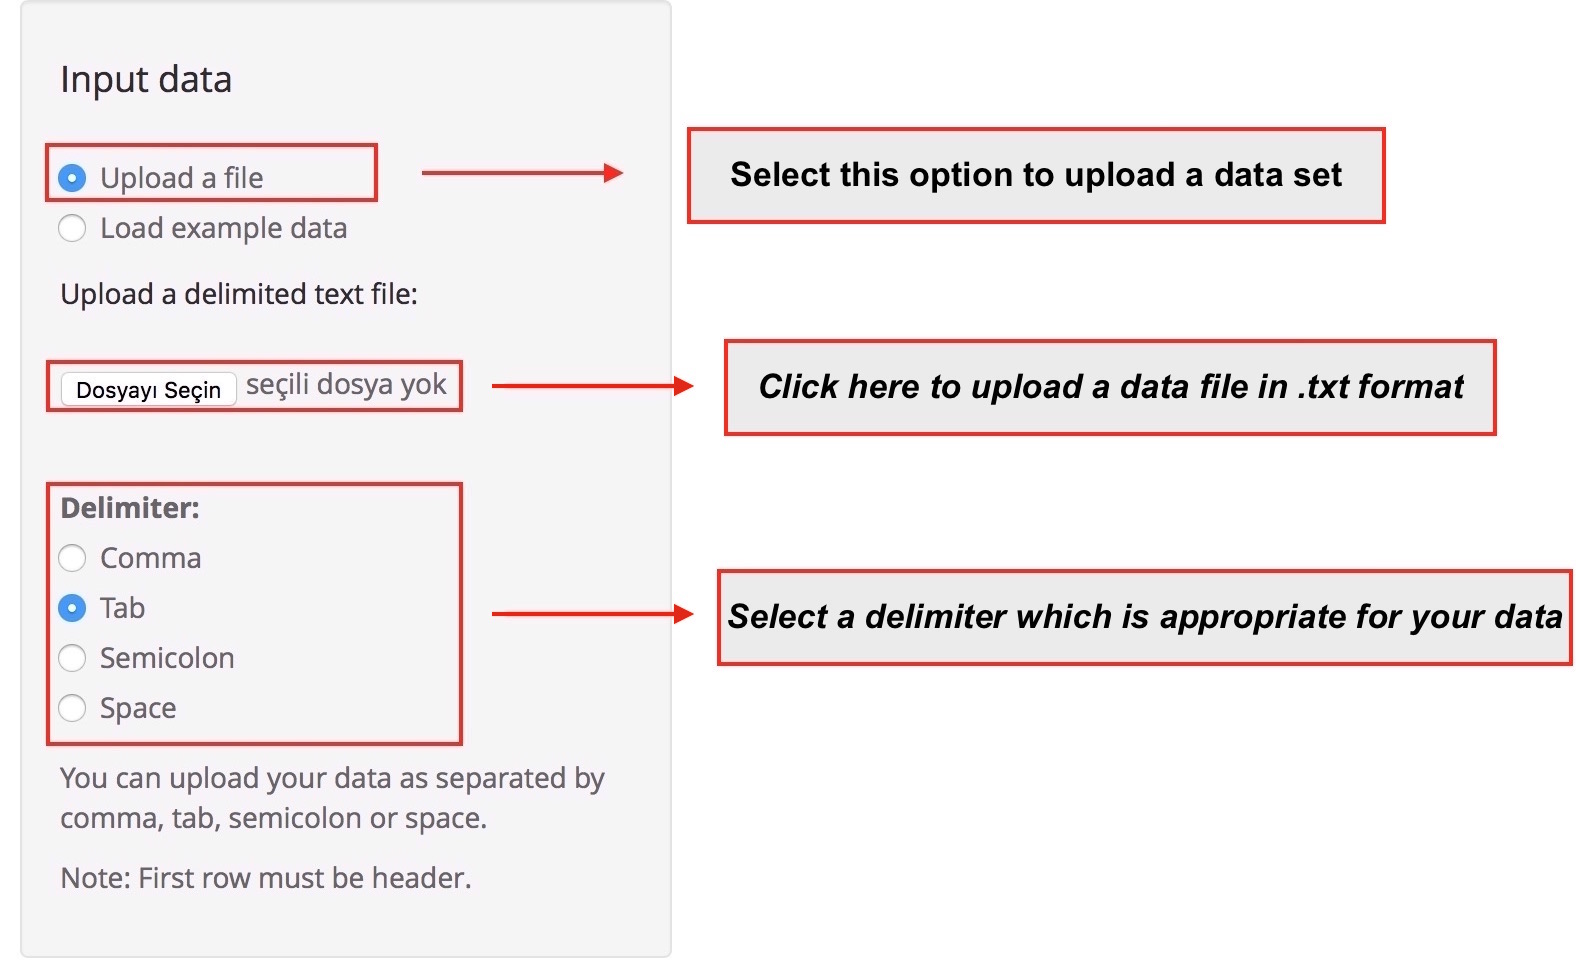 Input data
Upload a file
Select this option to upload a data set
Load example data
Upload a delimited text file:
Dosyayı Seçin seçili dosya yok
Click here to upload a data file in .txt format
Delimiter:
Comma
Tab
Select a delimiter which is appropriate for your data
Semicolon
Space
You can upload your data as separated by
comma, tab, semicolon or space.
Note: First row must be header.